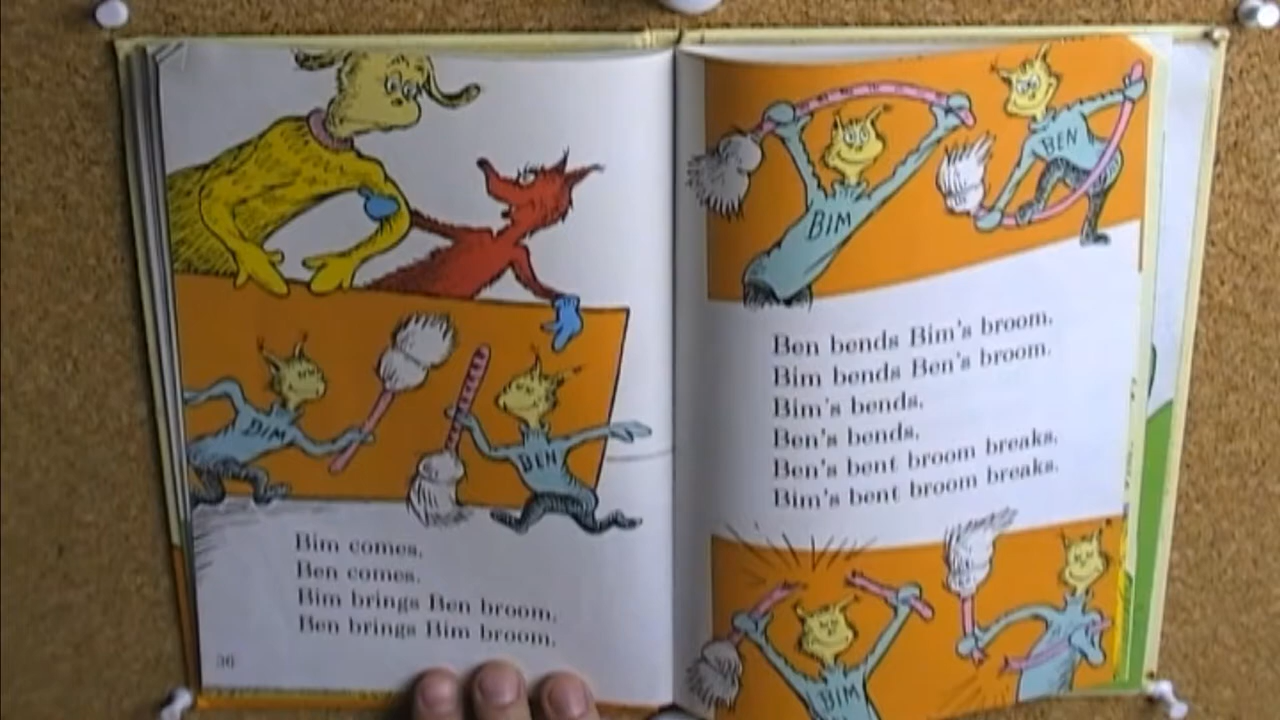 BIM
BEN
Bim comes.
Ben comes.
Bim brings Ben broom.
Ben brings Bim broom.
36
BIM
BEN
Ben bends Bim's broom.
Bim bends Ben's broom.
Bim's bends.
Ben's bends.
Ben's bent broom breaks.
Bim's bent broom breaks.
BIM